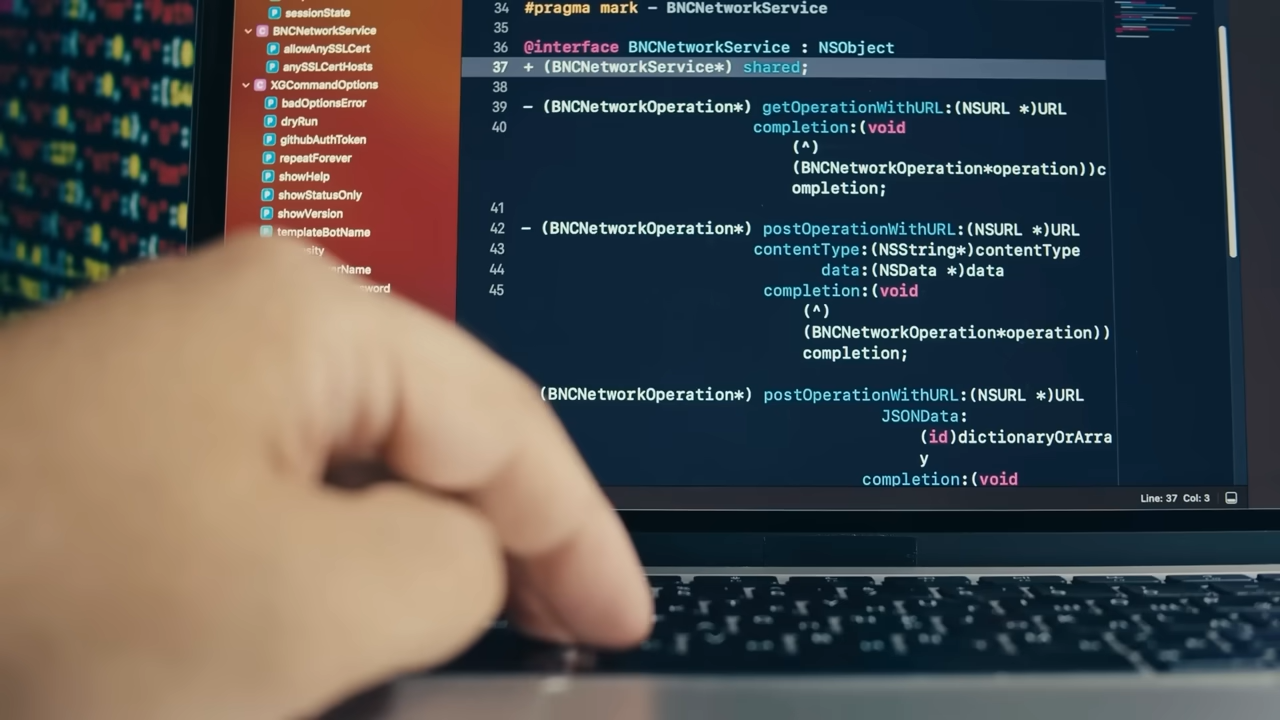 sessionState
BNCNetworkService
allowAnySSLCert
anySSLCertHosts
XGCommandOptions
badOptionsError
dryRun
githubAuthToken
repeatForever
showHelp
showStatusOnly
showVersion
templateBotName
34 #pragma mark – BNCNetworkService
35
36 @interface BNCNetworkService : NSObject
37 + (BNCNetworkService*) shared;
38
39 – (BNCNetworkOperation*) getOperationWithURL:(NSURL *)URL
40 completion:(void
(^)
(BNCNetworkOperation*operation))c
ompletion;
41
42 – (BNCNetworkOperation*) postOperationWithURL:(NSURL *)URL
43 contentType:(NSString*)contentType
44 data:(NSData *)data
45 completion:(void
(^)
(BNCNetworkOperation*operation))
completion;
(BNCNetworkOperation*) postOperationWithURL:(NSURL *)URL
JSONData:
(id)dictionaryOrArra
y
completion:(void
Line: 37 Col: 3